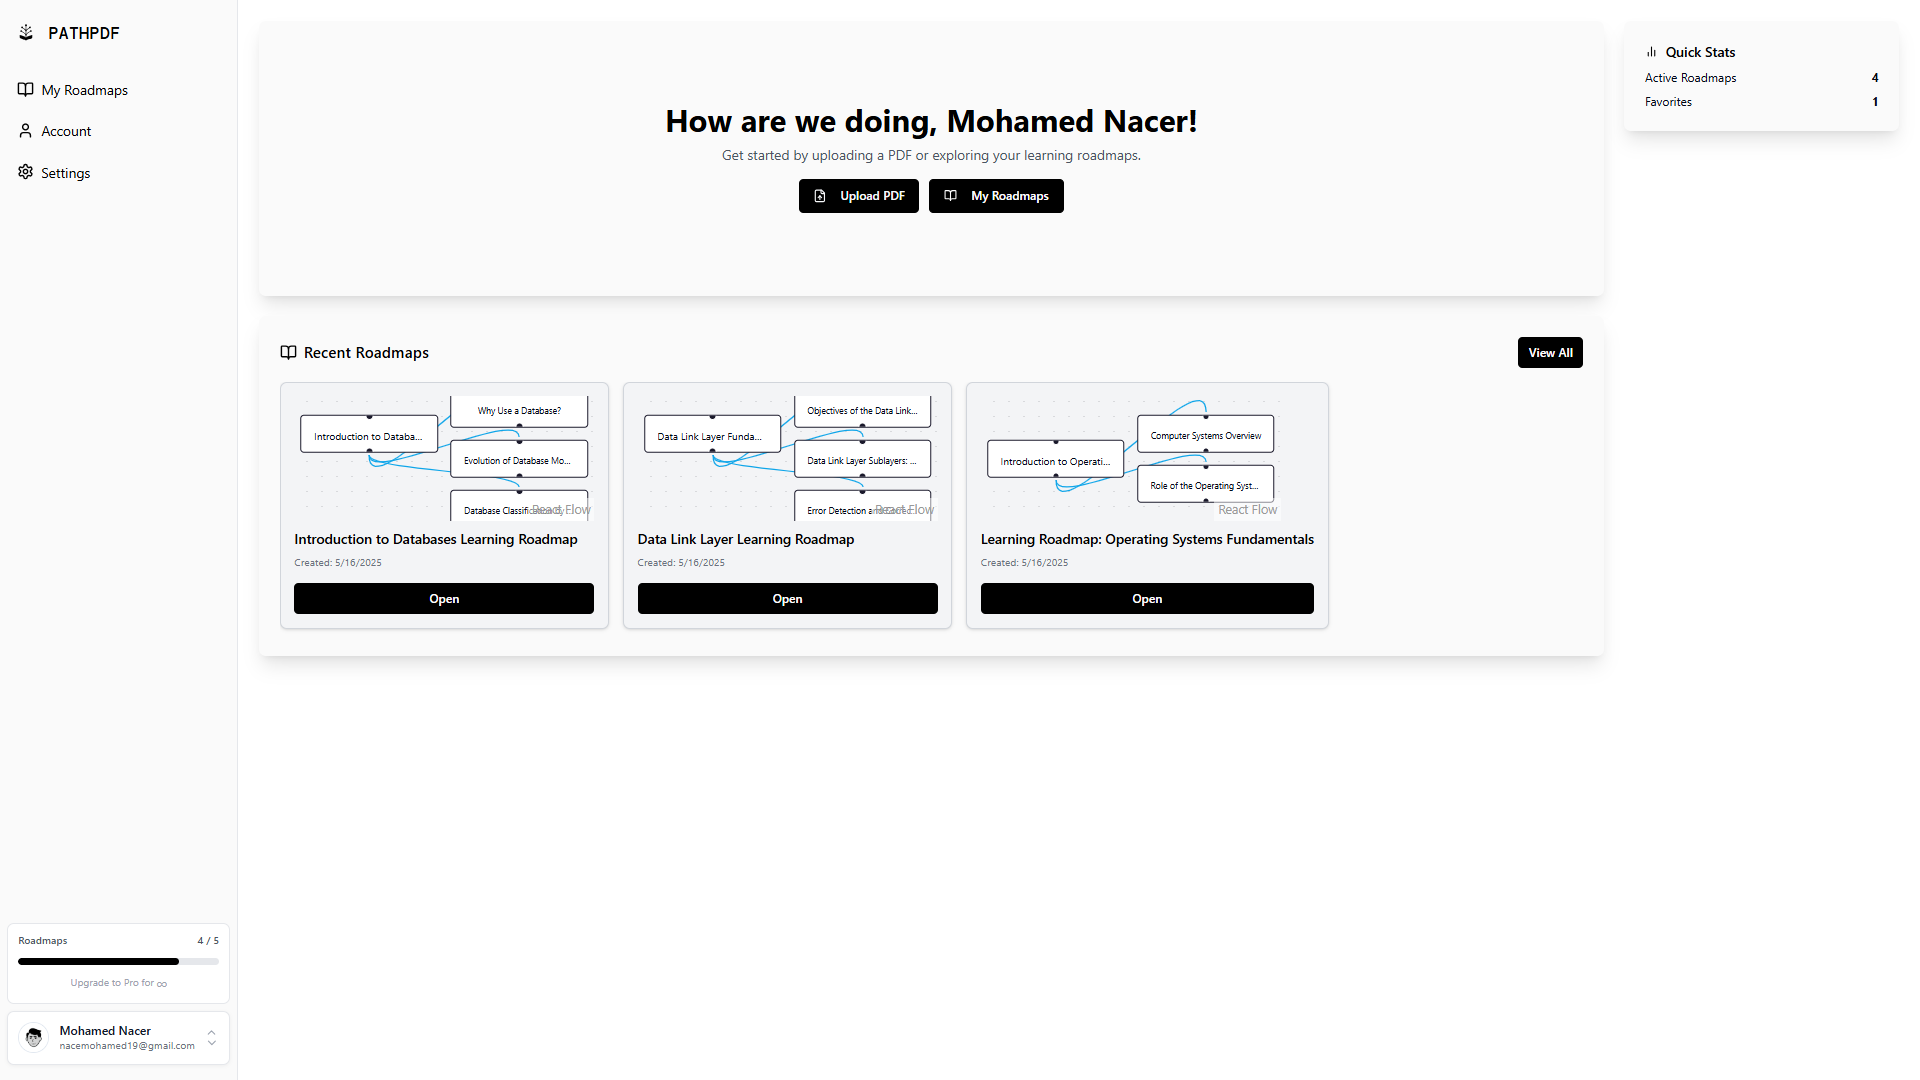 PATHPDF
My Roadmaps
Account
Settings
How are we doing, Mohamed Nacer!
Get started by uploading a PDF or exploring your learning roadmaps.
Upload PDF
My Roadmaps
Quick Stats
Active Roadmaps 4
Favorites 1
Recent Roadmaps
View All
Why Use a Database?
Introduction to Databa...
Evolution of Database Mo...
Database Classification by
React Flow
Introduction to Databases Learning Roadmap
Created: 5/16/2025
Open
Objectives of the Data Link...
Data Link Layer Funda...
Data Link Layer Sublayers: ...
Error Detection
React Flow
Data Link Layer Learning Roadmap
Created: 5/16/2025
Open
Computer Systems Overview
Introduction to Operati...
Role of the Operating Syst...
React Flow
Learning Roadmap: Operating Systems Fundamentals
Created: 5/16/2025
Open
Roadmaps 4 / 5
Upgrade to Pro for ∞
Mohamed Nacer
nacemohamed19@gmail.com